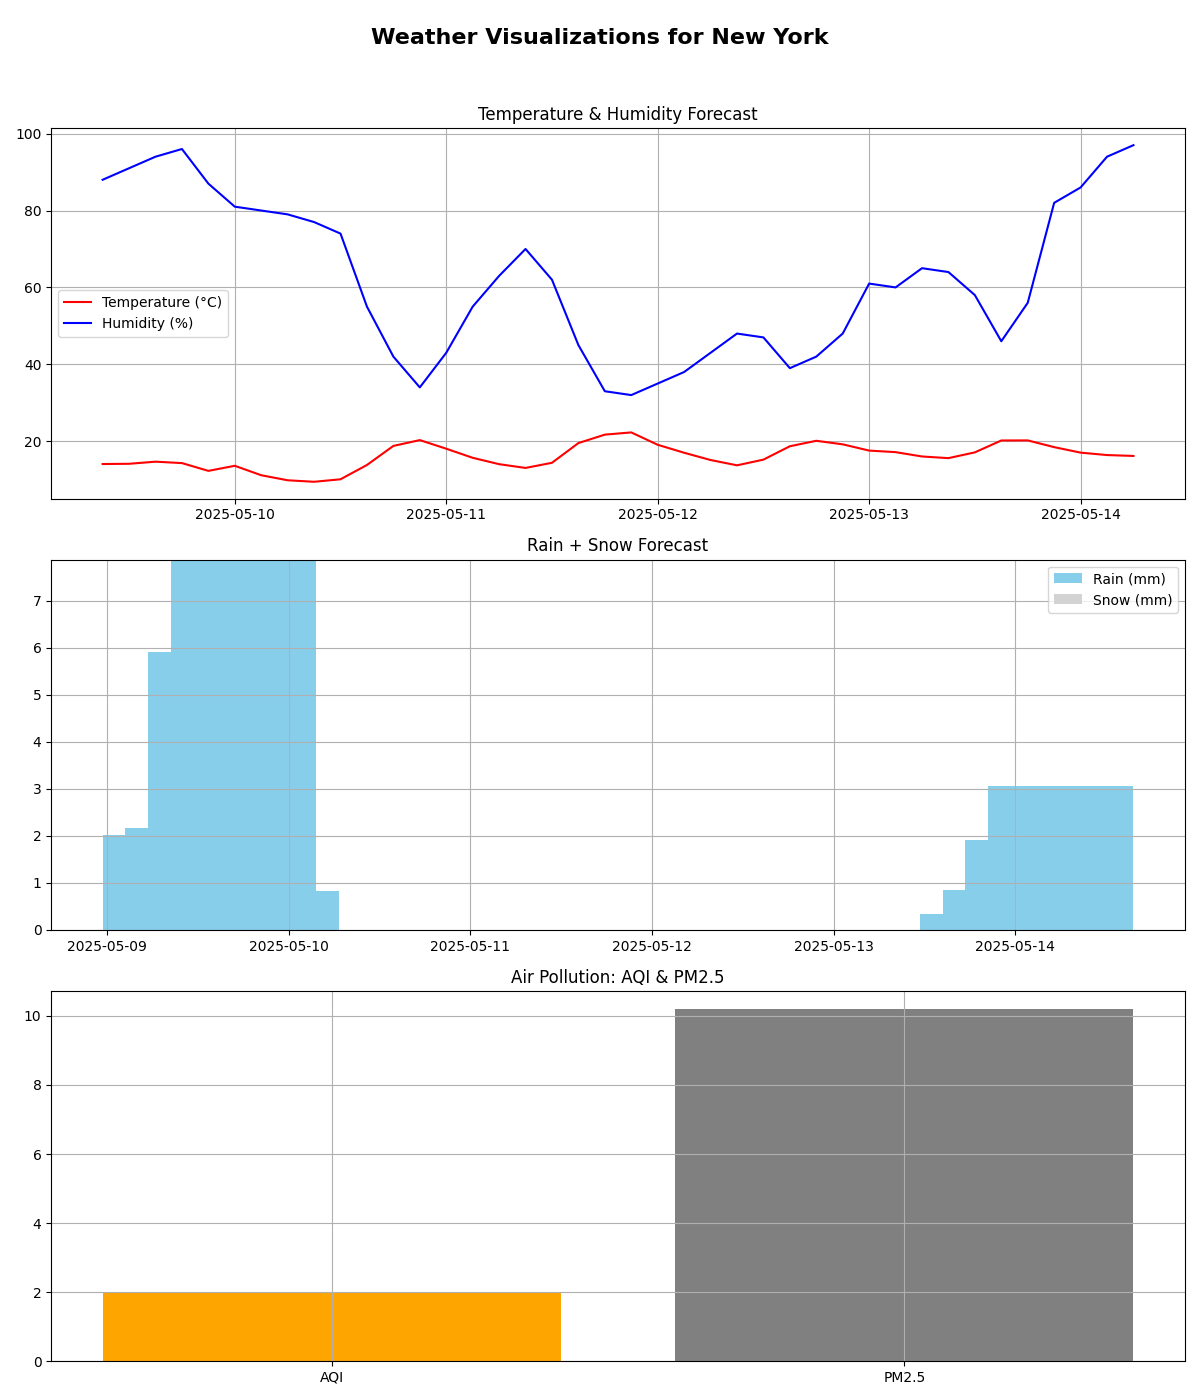 Weather Visualizations for New York
Temperature & Humidity Forecast
100
80
60
40
20
Temperature (°C)
Humidity (%)
2025-05-10 2025-05-11 2025-05-12 2025-05-13 2025-05-14
Rain + Snow Forecast
7
6
5
4
3
2
1
0
Rain (mm)
Snow (mm)
2025-05-09 2025-05-10 2025-05-11 2025-05-12 2025-05-13 2025-05-14
Air Pollution: AQI & PM2.5
10
8
6
4
2
0
AQI PM2.5